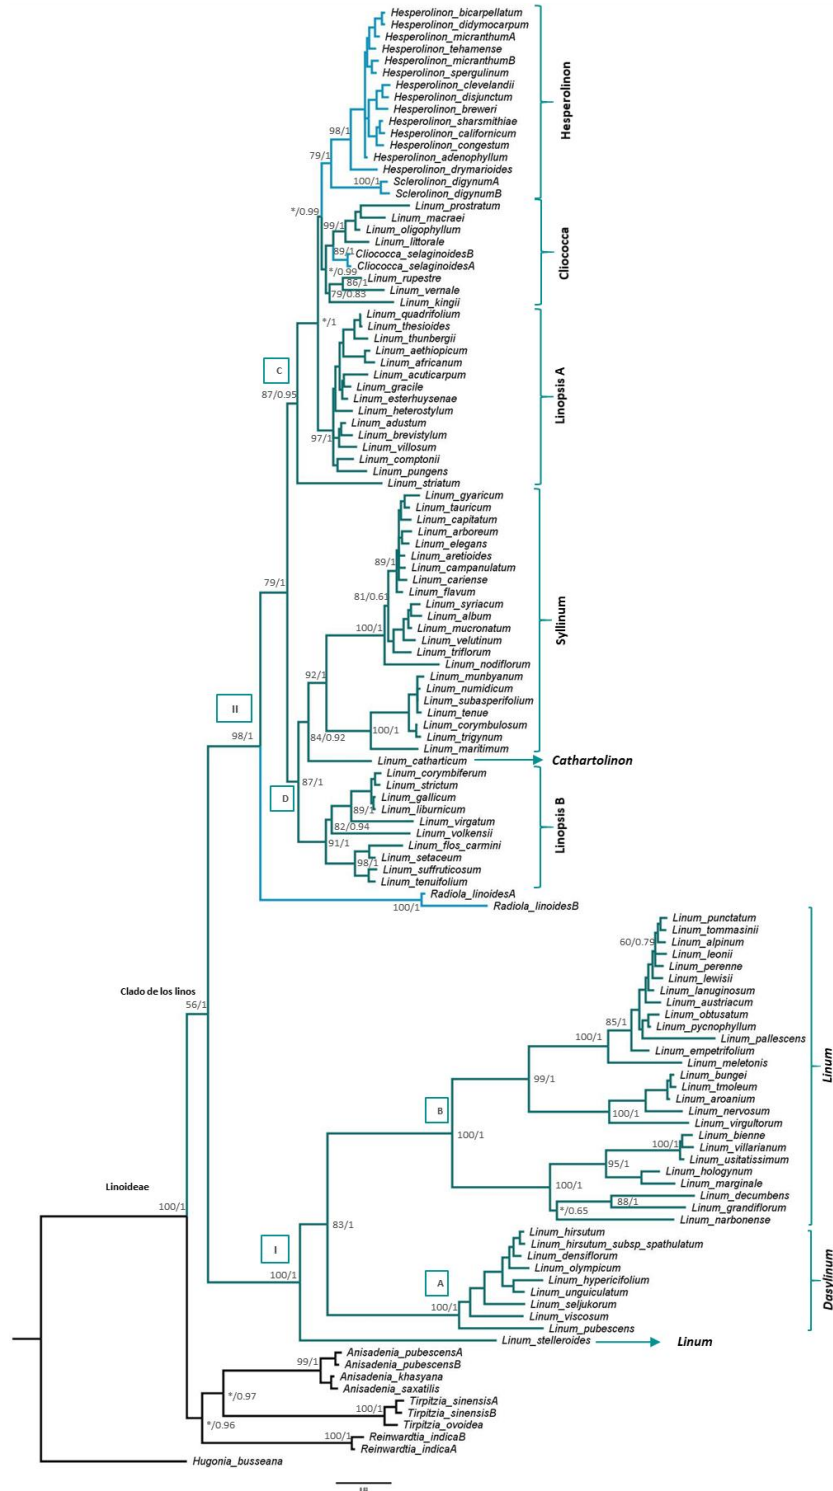 Hesperolinon_bicarpellatum
Hesperolinon_didymocarpum
Hesperolinon_micranthumA
Hesperolinon_tehamense
Hesperolinon_micranthumB
Hesperolinon_spergulinum
Hesperolinon_clevelandii
Hesperolinon_disjunctum
Hesperolinon_breweri
Hesperolinon_sharsmithiae
98/1
Hesperolinon_californicum
Hesperolinon_congestum
79/1
Hesperolinon_adenophyllum
Hesperolinon_drymarioides
100/1
Sclerolinon_digynumA
Sclerolinon_digynumB
Hesperolinon
Linum_prostratum
*/0.99
Linum_macraei
99/1
Linum_oligophyllum
Linum_littorale
89/1
Cliococca_selaginoidesB
Cliococca_selaginoidesA
*/0.99
Linum_rupestre
86/1
Linum_vernale
79/0.83
Linum_kingii
Cliococca
Linum_quadrifolium
*/1
Linum_thesioides
Linum_thunbergii
Linum_aethiopicum
Linum_africanum
C
Linum_acuticarpum
Linum_gracile
87/0.95
Linum_esterhuysenae
Linum_heterostylum
Linum_adustum
97/1
Linum_brevistylum
Linum_villosum
Linum_comptonii
Linum_pungens
Linum_striatum
Linopsis A
Linum_gyaricum
Linum_tauricum
Linum_capitatum
Linum_arboreum
Linum_elegans
Linum_aretioides
89/1
Linum_campanulatum
Linum_cariense
79/1
Linum_flavum
81/0.61
Linum_syriacum
Linum_album
100/1
Linum_mucronatum
Linum_velutinum
Linum_triflorum
Linum_nodiflorum
92/1
Linum_munbyanum
Linum_numidicum
Linum_subasperifolium
II
Linum_tenue
Linum_corymbulosum
100/1
98/1
84/0.92
Linum_trigynum
Linum_maritimum
Syllinum
Linum_catharticum
Cathartolinon
87/1
Linum_corymbiferum
Linum_strictum
D
Linum_gallicum
89/1
Linum_liburnicum
Linum_virgatum
82/0.94
Linum_volkensii
91/1
Linum_flos_carmini
Linum_setaceum
98/1
Linum_suffruticosum
Linum_tenuifolium
Linopsis B
Radiola_linoidesA
100/1
Radiola_linoidesB
Linum_punctatum
Linum_tommasinii
60/0.79
Linum_alpinum
Linum_leonii
Linum_perenne
Linum_lewisii
Clado de los linos
Linum_lanuginosum
56/1
Linum_austriacum
Linum_obtusatum
85/1
Linum_pycnophyllum
100/1
Linum_pallescens
Linum_empetrifolium
Linum_meletonis
99/1
Linum_bungei
Linum_tmoleum
Linum_aroanium
B
100/1
Linum_nervosum
Linum_virgultorum
100/1
Linum_bienne
100/1
Linum_villarianum
Linum_usitatissimum
95/1
Linum_hologynum
Linoideae
100/1
Linum_marginale
Linum_decumbens
88/1
100/1
*/0.65
Linum_grandiflorum
Linum_narbonense
Linum
83/1
Linum_hirsutum
Linum_hirsutum_subsp_spathulatum
I
Linum_densiflorum
Linum_olympicum
100/1
A
Linum_hypericifolium
Linum_unguiculatum
100/1
Linum_seljukorum
Linum_viscosum
Linum_pubescens
Dasylinum
Linum_stelleroides
Linum
Anisadenia_pubescensA
99/1
Anisadenia_pubescensB
Anisadenia_khasyana
Anisadenia_saxatilis
*/0.97
Tirpitzia_sinensisA
100/1
Tirpitzia_sinensisB
*/0.96
Tirpitzia_ovoidea
100/1
Reinwardtia_indicaB
Reinwardtia_indicaA
Hugonia_busseana